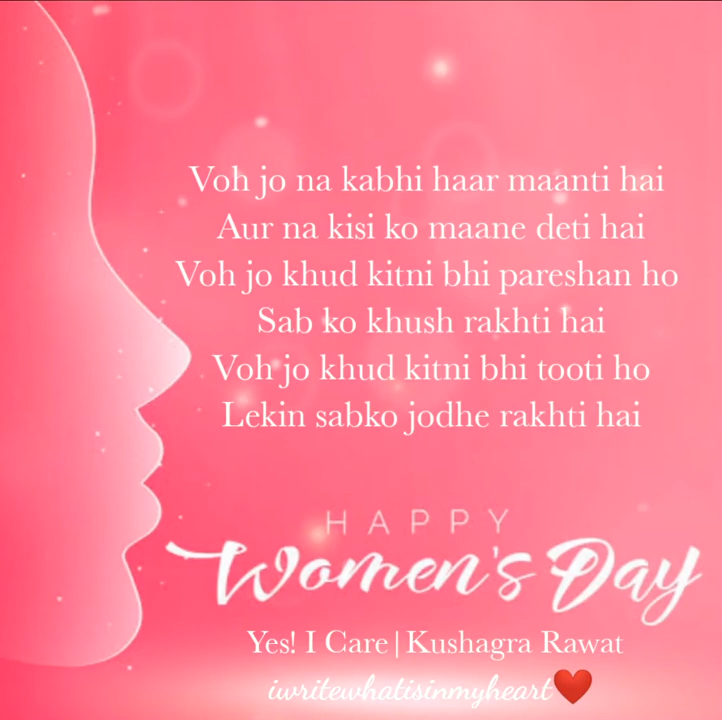 Voh jo na kabhi haar maanti hai
Aur na kisi ko maane deti hai
Voh jo khud kitni bhi pareshan ho
Sab ko khush rakhti hai
Voh jo khud kitni bhi tooti ho
Lekin sabko jodhe rakhti hai
HAPPY
Women's Day
Yes! I Care|Kushagra Rawat
iwritewhatisinmyheart❤️